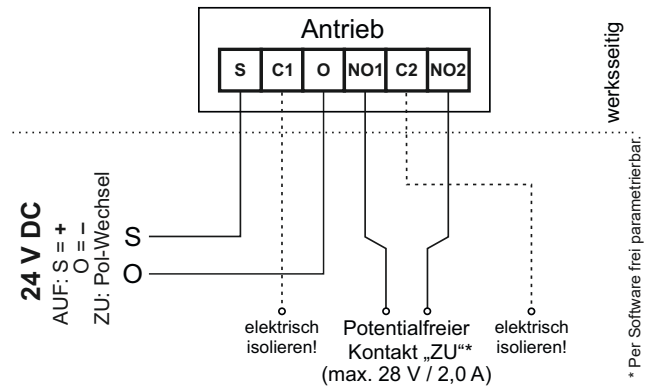 Antrieb
S C1 O NO1 C2 NO2
werksseitig
24 V DC
AUF: S = +
O = –
ZU: Pol-Wechsel
S
O
elektrisch
isolieren!
Potentialfreier
Kontakt „ZU“*
(max. 28 V / 2,0 A)
elektrisch
isolieren!
* Per Software frei parametrierbar.